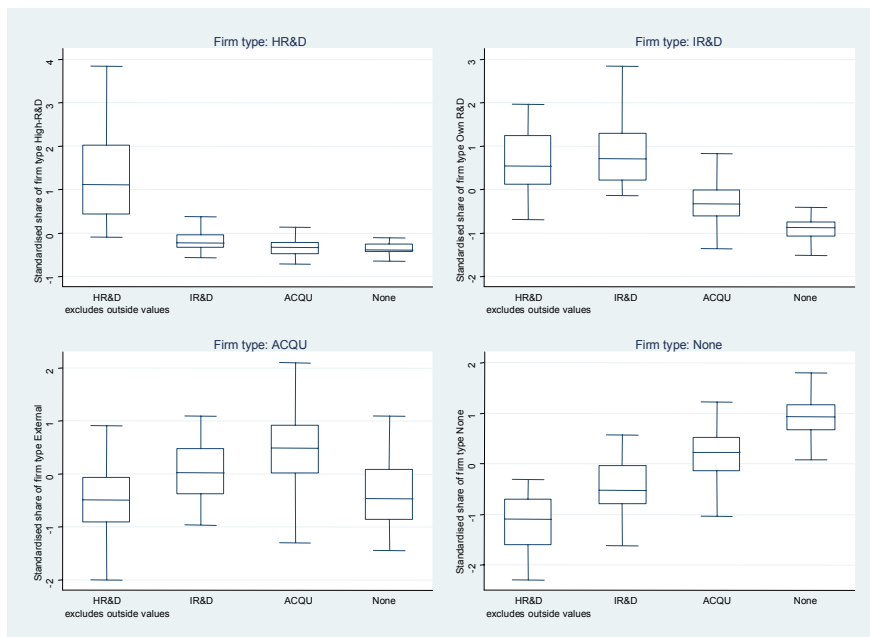 Firm type: HR&D
Standardised share of firm type High-R&D
4
3
2
1
0
-1
HR&D IR&D ACQU None
excludes outside values
Firm type: IR&D
Standardised share of firm type Own R&D
3
2
1
0
-1
-2
HR&D IR&D ACQU None
excludes outside values
Firm type: ACQU
Standardised share of firm type External
2
1
0
-1
-2
HR&D IR&D ACQU None
excludes outside values
Firm type: None
Standardised share of firm type None
2
1
0
-1
-2
HR&D IR&D ACQU None
excludes outside values